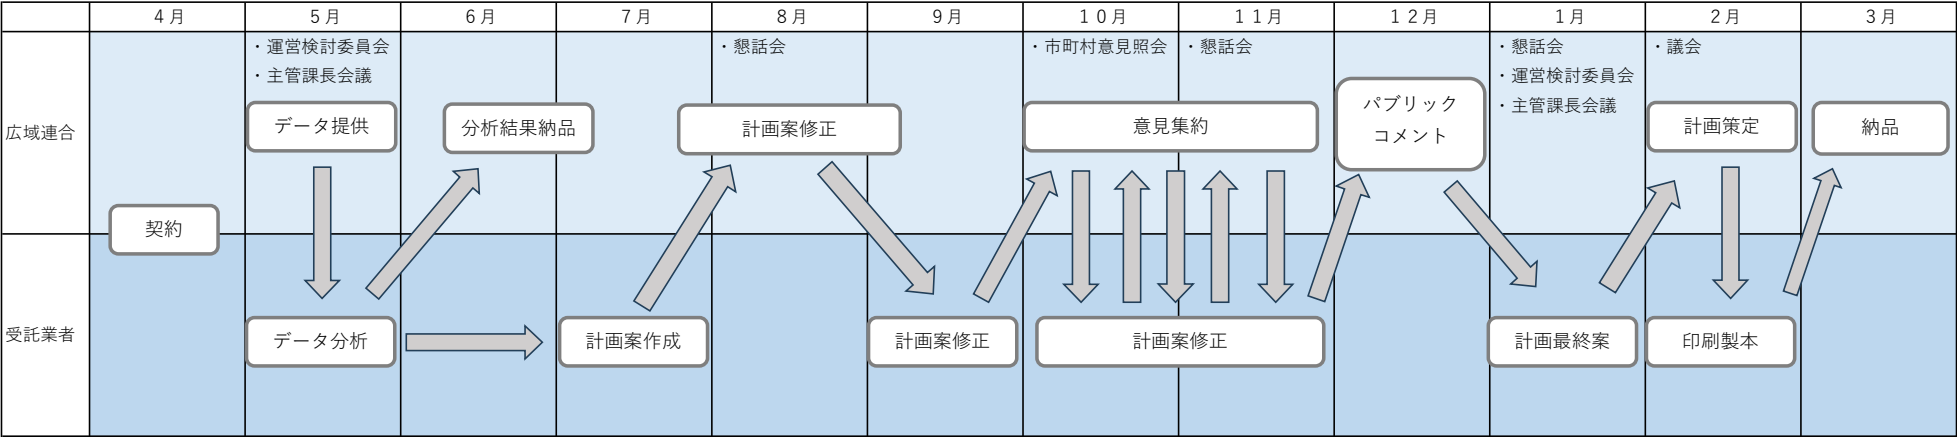 ４月
５月
６月
７月
８月
９月
１０月
１１月
１２月
１月
２月
３月
広域連合
・運営検討委員会
・主管課長会議
・懇話会
・市町村意見照会
・懇話会
・懇話会
・運営検討委員会
・主管課長会議
・議会
契約
データ提供
分析結果納品
計画案修正
意見集約
パブリック
コメント
計画策定
納品
受託業者
データ分析
計画案作成
計画案修正
計画案修正
計画最終案
印刷製本